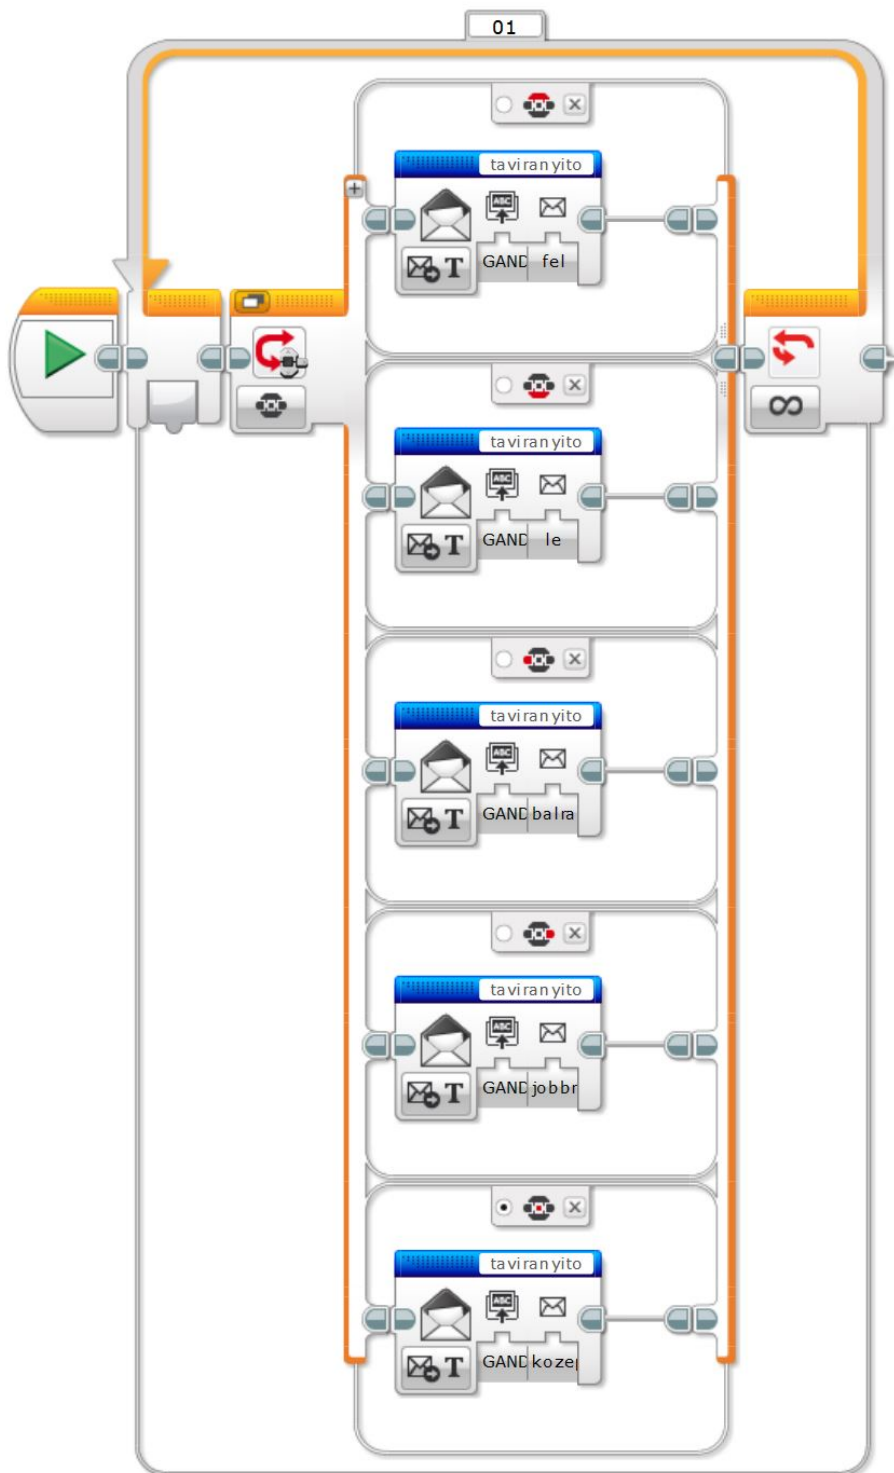 01
taviranyito
GAND fel
T
taviranyito
GAND le
T
taviranyito
GAND balra
T
taviranyito
GAND jobbr
T
taviranyito
GAND kozep
T